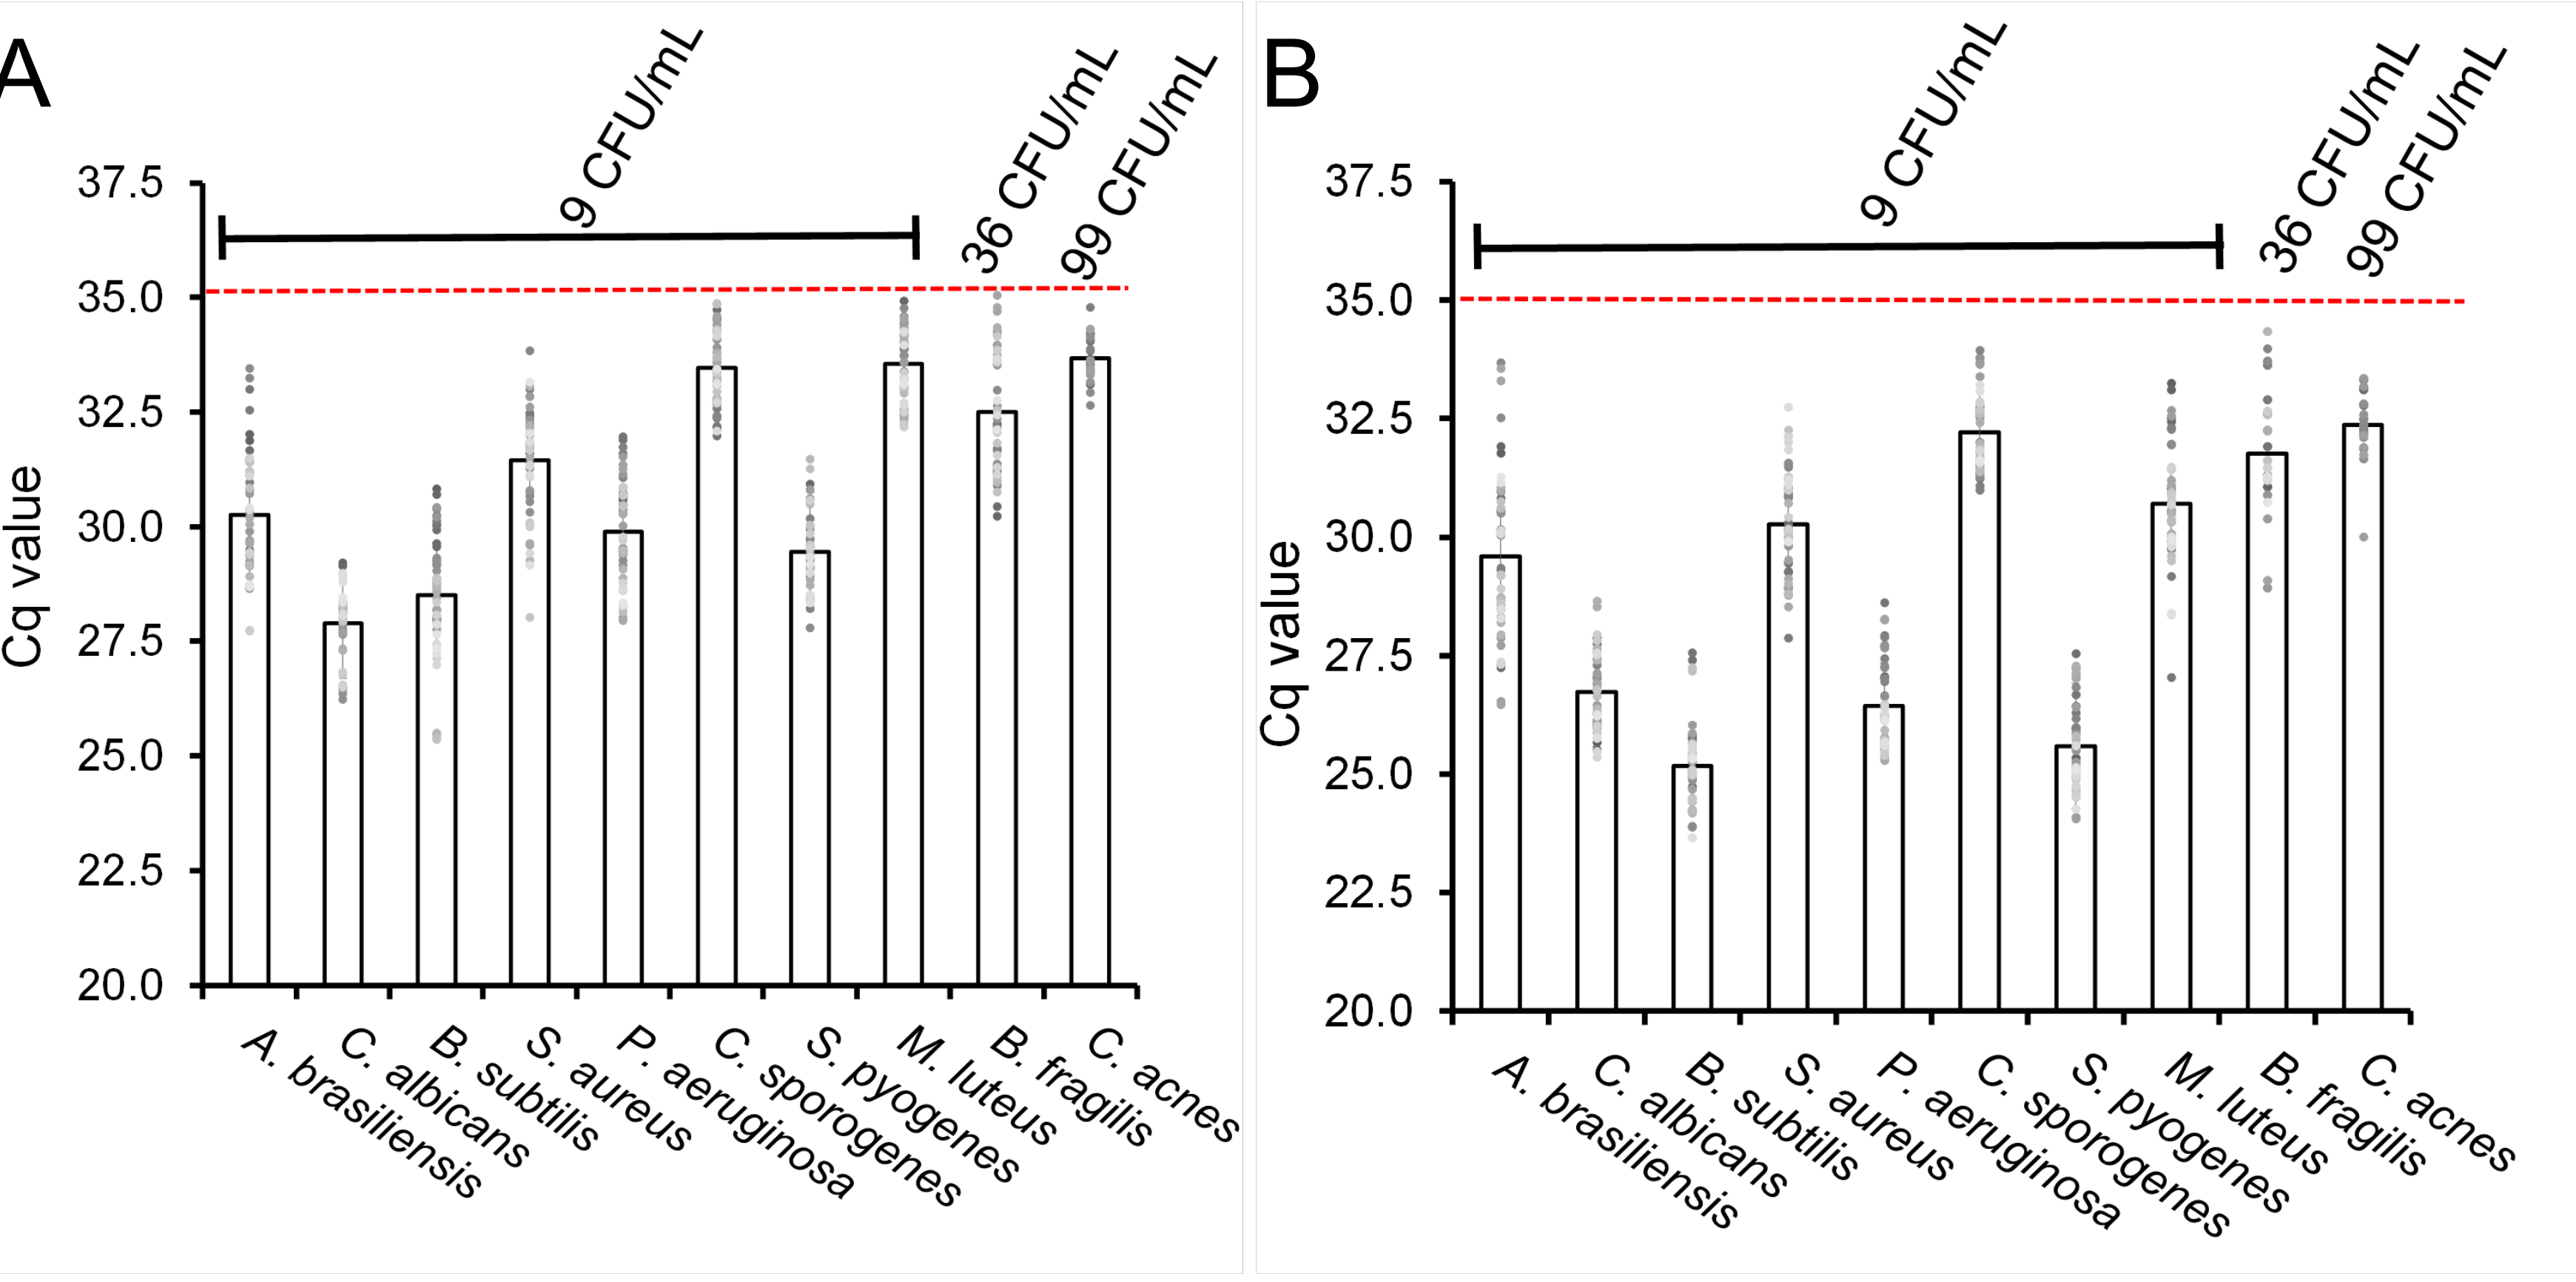 A
9 CFU/mL
36 CFU/mL
99 CFU/mL
37.5
35.0
32.5
30.0
27.5
25.0
22.5
20.0
Cq value
A. brasiliensis
C. albicans
B. subtilis
S. aureus
P. aeruginosa
C. sporogenes
S. pyogenes
M. luteus
B. fragilis
C. acnes
B
9 CFU/mL
36 CFU/mL
99 CFU/mL
37.5
35.0
32.5
30.0
27.5
25.0
22.5
20.0
Cq value
A. brasiliensis
C. albicans
B. subtilis
S. aureus
P. aeruginosa
C. sporogenes
S. pyogenes
M. luteus
B. fragilis
C. acnes